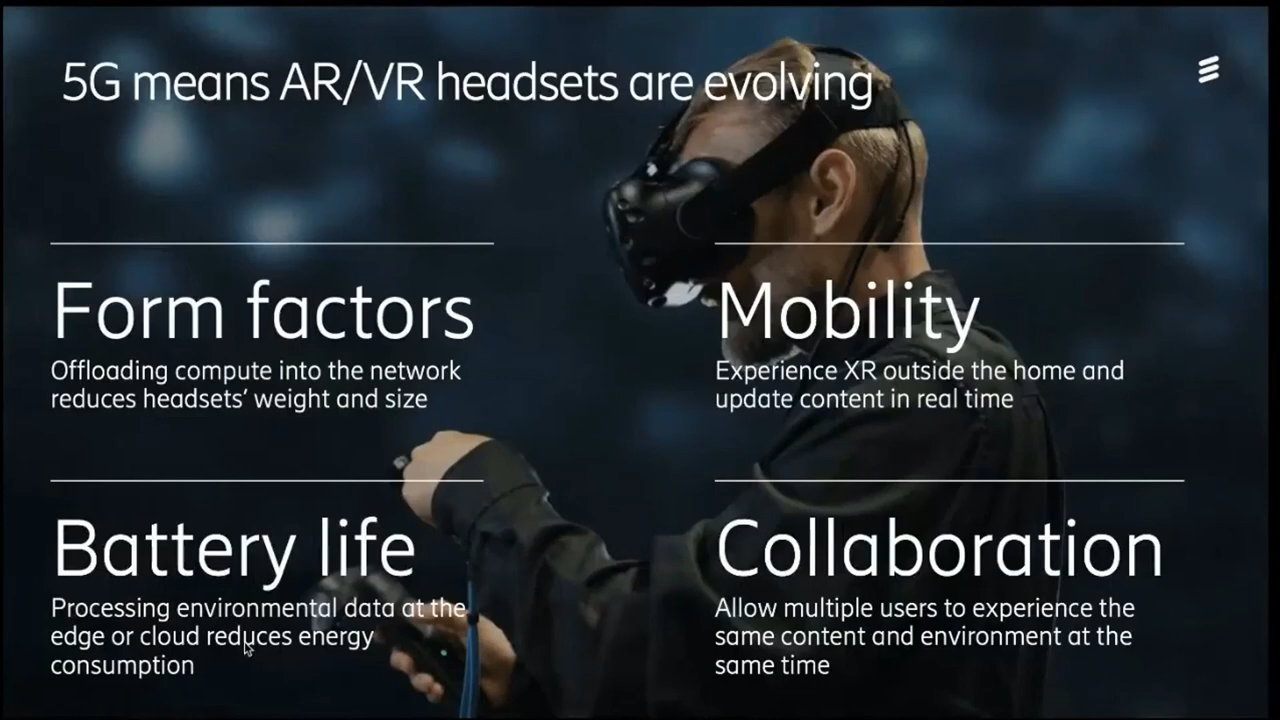 5G means AR/VR headsets are evolving
Form factors
Offloading compute into the network
reduces headsets’ weight and size
Mobility
Experience XR outside the home and
update content in real time
Battery life
Processing environmental data at the
edge or cloud reduces energy
consumption
Collaboration
Allow multiple users to experience the
same content and environment at the
same time